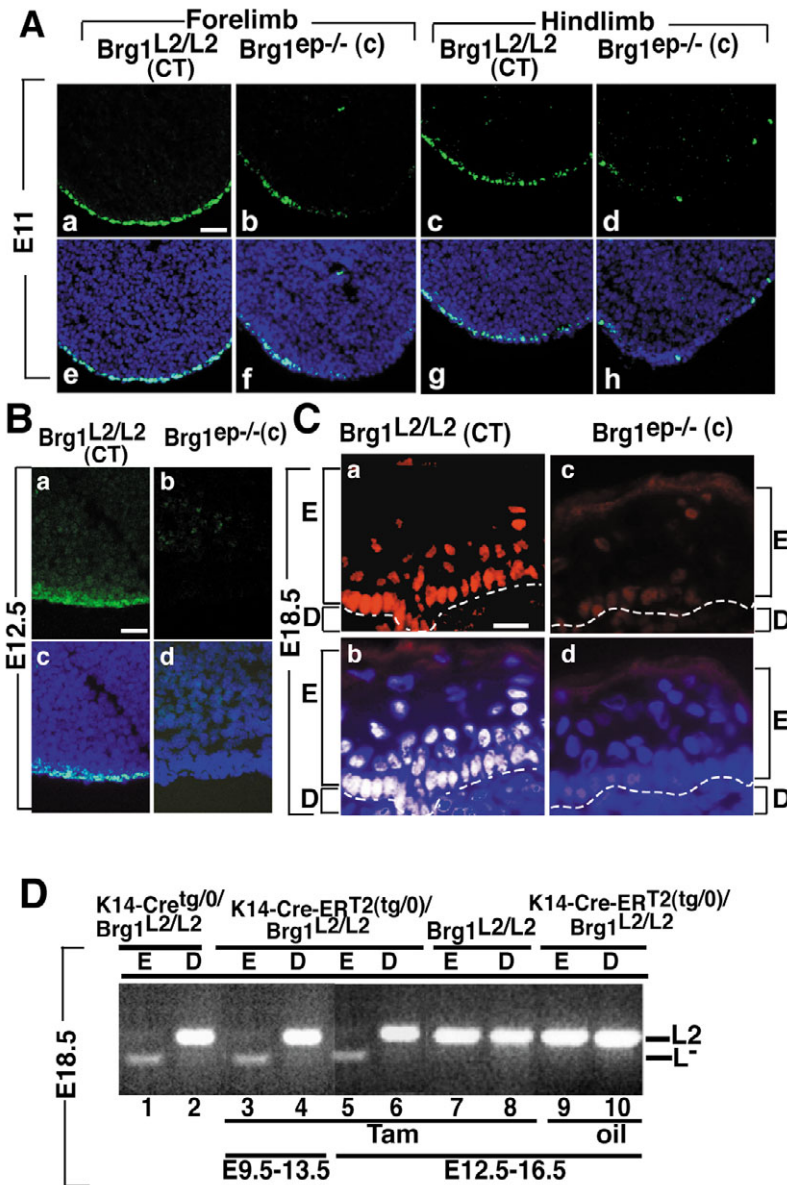 A
Forelimb
Hindlimb
Brg1L2/L2 (CT)
Brg1ep-/- (c)
Brg1L2/L2 (CT)
Brg1ep-/- (c)
E11
a
b
c
d
e
f
g
h
B
Brg1L2/L2 (CT)
Brg1ep-/-(c)
E12.5
a
b
c
d
C
Brg1L2/L2 (CT)
Brg1ep-/- (c)
E18.5
a
c
E
E
D
D
b
d
E
E
D
D
D
K14-Cretg/0/
Brg1L2/L2
K14-Cre-ERT2(tg/0)/
Brg1L2/L2
Brg1L2/L2
K14-Cre-ERT2(tg/0)/
Brg1L2/L2
E D E D E D E D E D
E18.5
L2
L-
1 2 3 4 5 6 7 8 9 10
Tam oil
E9.5-13.5 E12.5-16.5